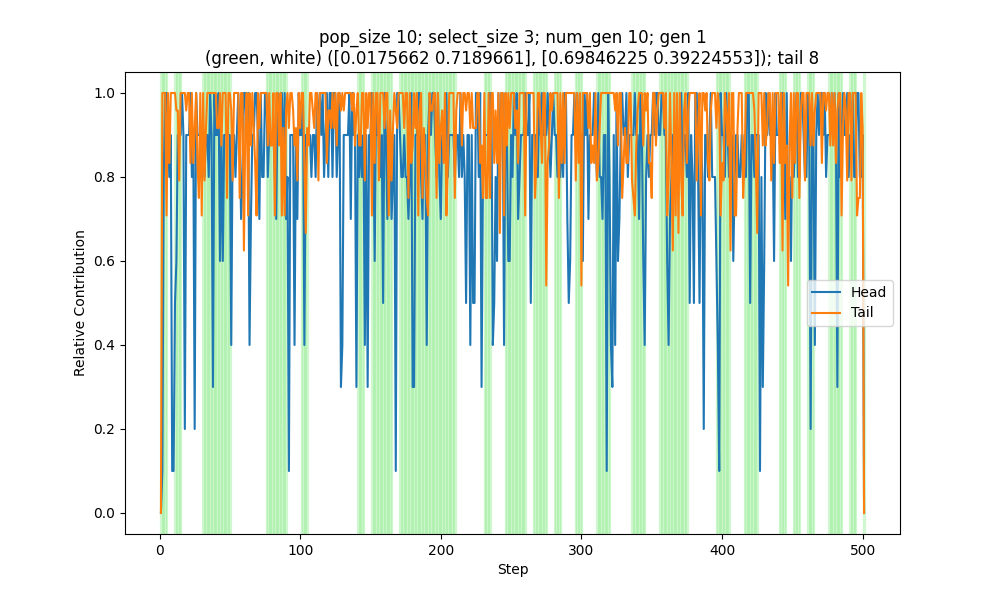 pop_size 10; select_size 3; num_gen 10; gen 1
(green, white) ([0.0175662 0.7189661], [0.69846225 0.39224553]); tail 8
Relative Contribution
1.0
0.8
0.6
0.4
0.2
0.0
Head
Tail
0
100
200
300
400
500
Step